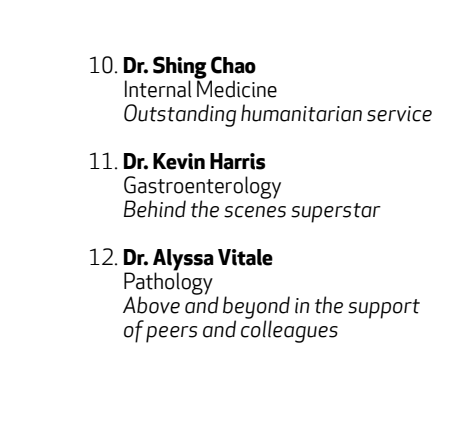 10. Dr. Shing Chao
Internal Medicine
Outstanding humanitarian service
11. Dr. Kevin Harris
Gastroenterology
Behind the scenes superstar
12. Dr. Alyssa Vitale
Pathology
Above and beyond in the support
of peers and colleagues